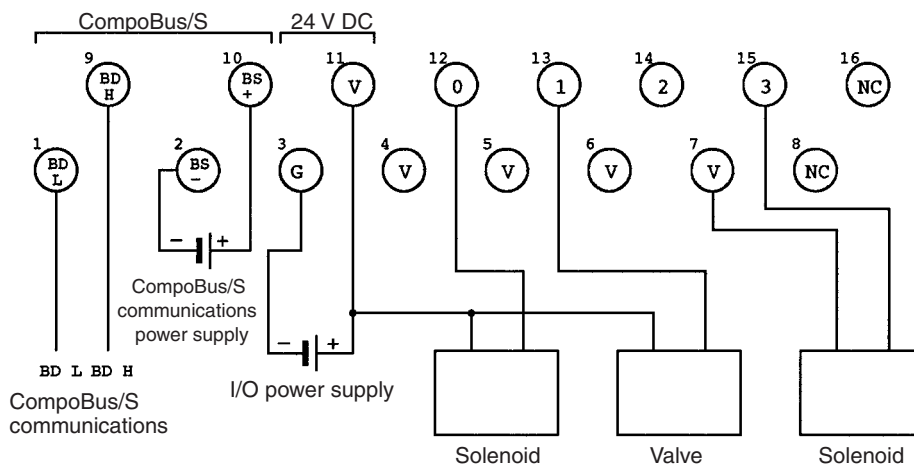 CompoBus/S 24 V DC
9 10 11 12 13 14 15 16
BD H BS + V 0 1 2 3 NC
1 2 3 4 5 6 7 8
BD L BS – G V V V V NC
– +
CompoBus/S
communications
power supply
– +
BD L BD H
I/O power supply
CompoBus/S
communications
Solenoid Valve Solenoid